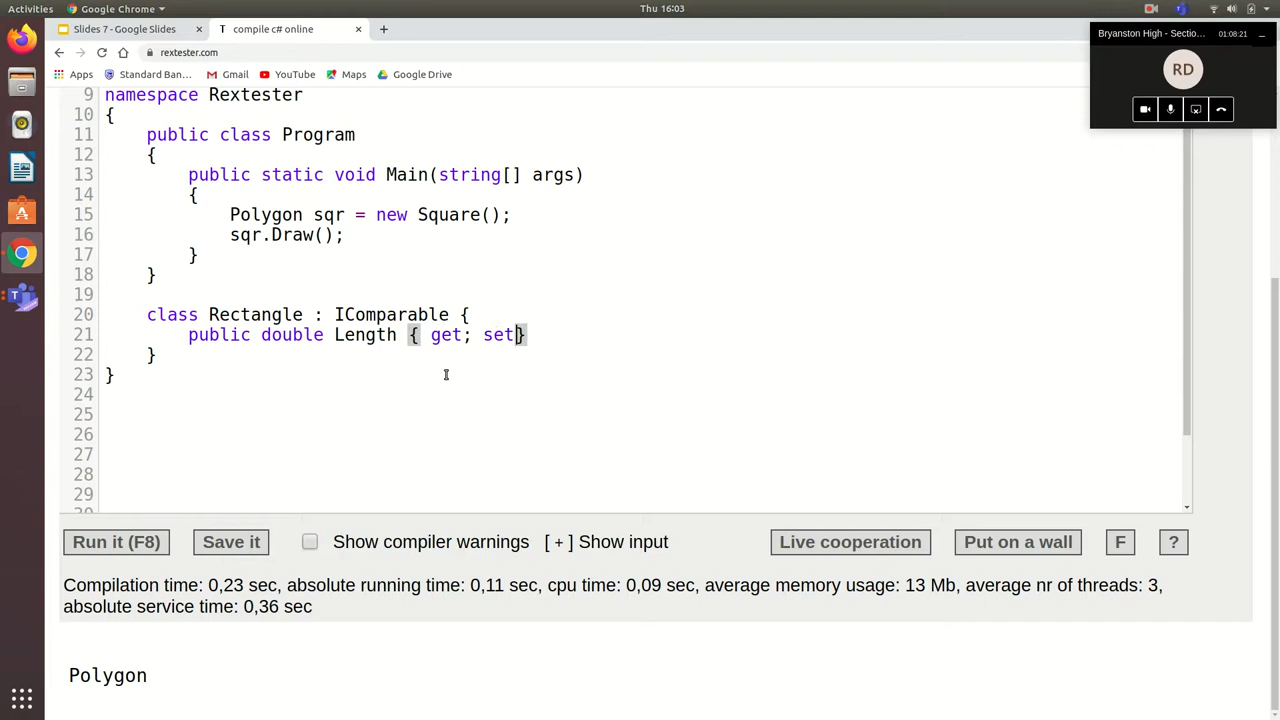 Activities Google Chrome Thu 16:03
Slides 7 - Google Slides compile c# online
rextester.com
Apps Standard Ban... Gmail YouTube Maps Google Drive
Bryanston High - Sectio... 01:08:21
RD
9 namespace Rextester
10 {
11 public class Program
12 {
13 public static void Main(string[] args)
14 {
15 Polygon sqr = new Square();
16 sqr.Draw();
17 }
18 }
19
20 class Rectangle : IComparable {
21 public double Length { get; set}
22 }
23 }
24
25
26
27
28
29
Run it (F8) Save it Show compiler warnings [ + ] Show input Live cooperation Put on a wall F ?
Compilation time: 0,23 sec, absolute running time: 0,11 sec, cpu time: 0,09 sec, average memory usage: 13 Mb, average nr of threads: 3,
absolute service time: 0,36 sec
Polygon